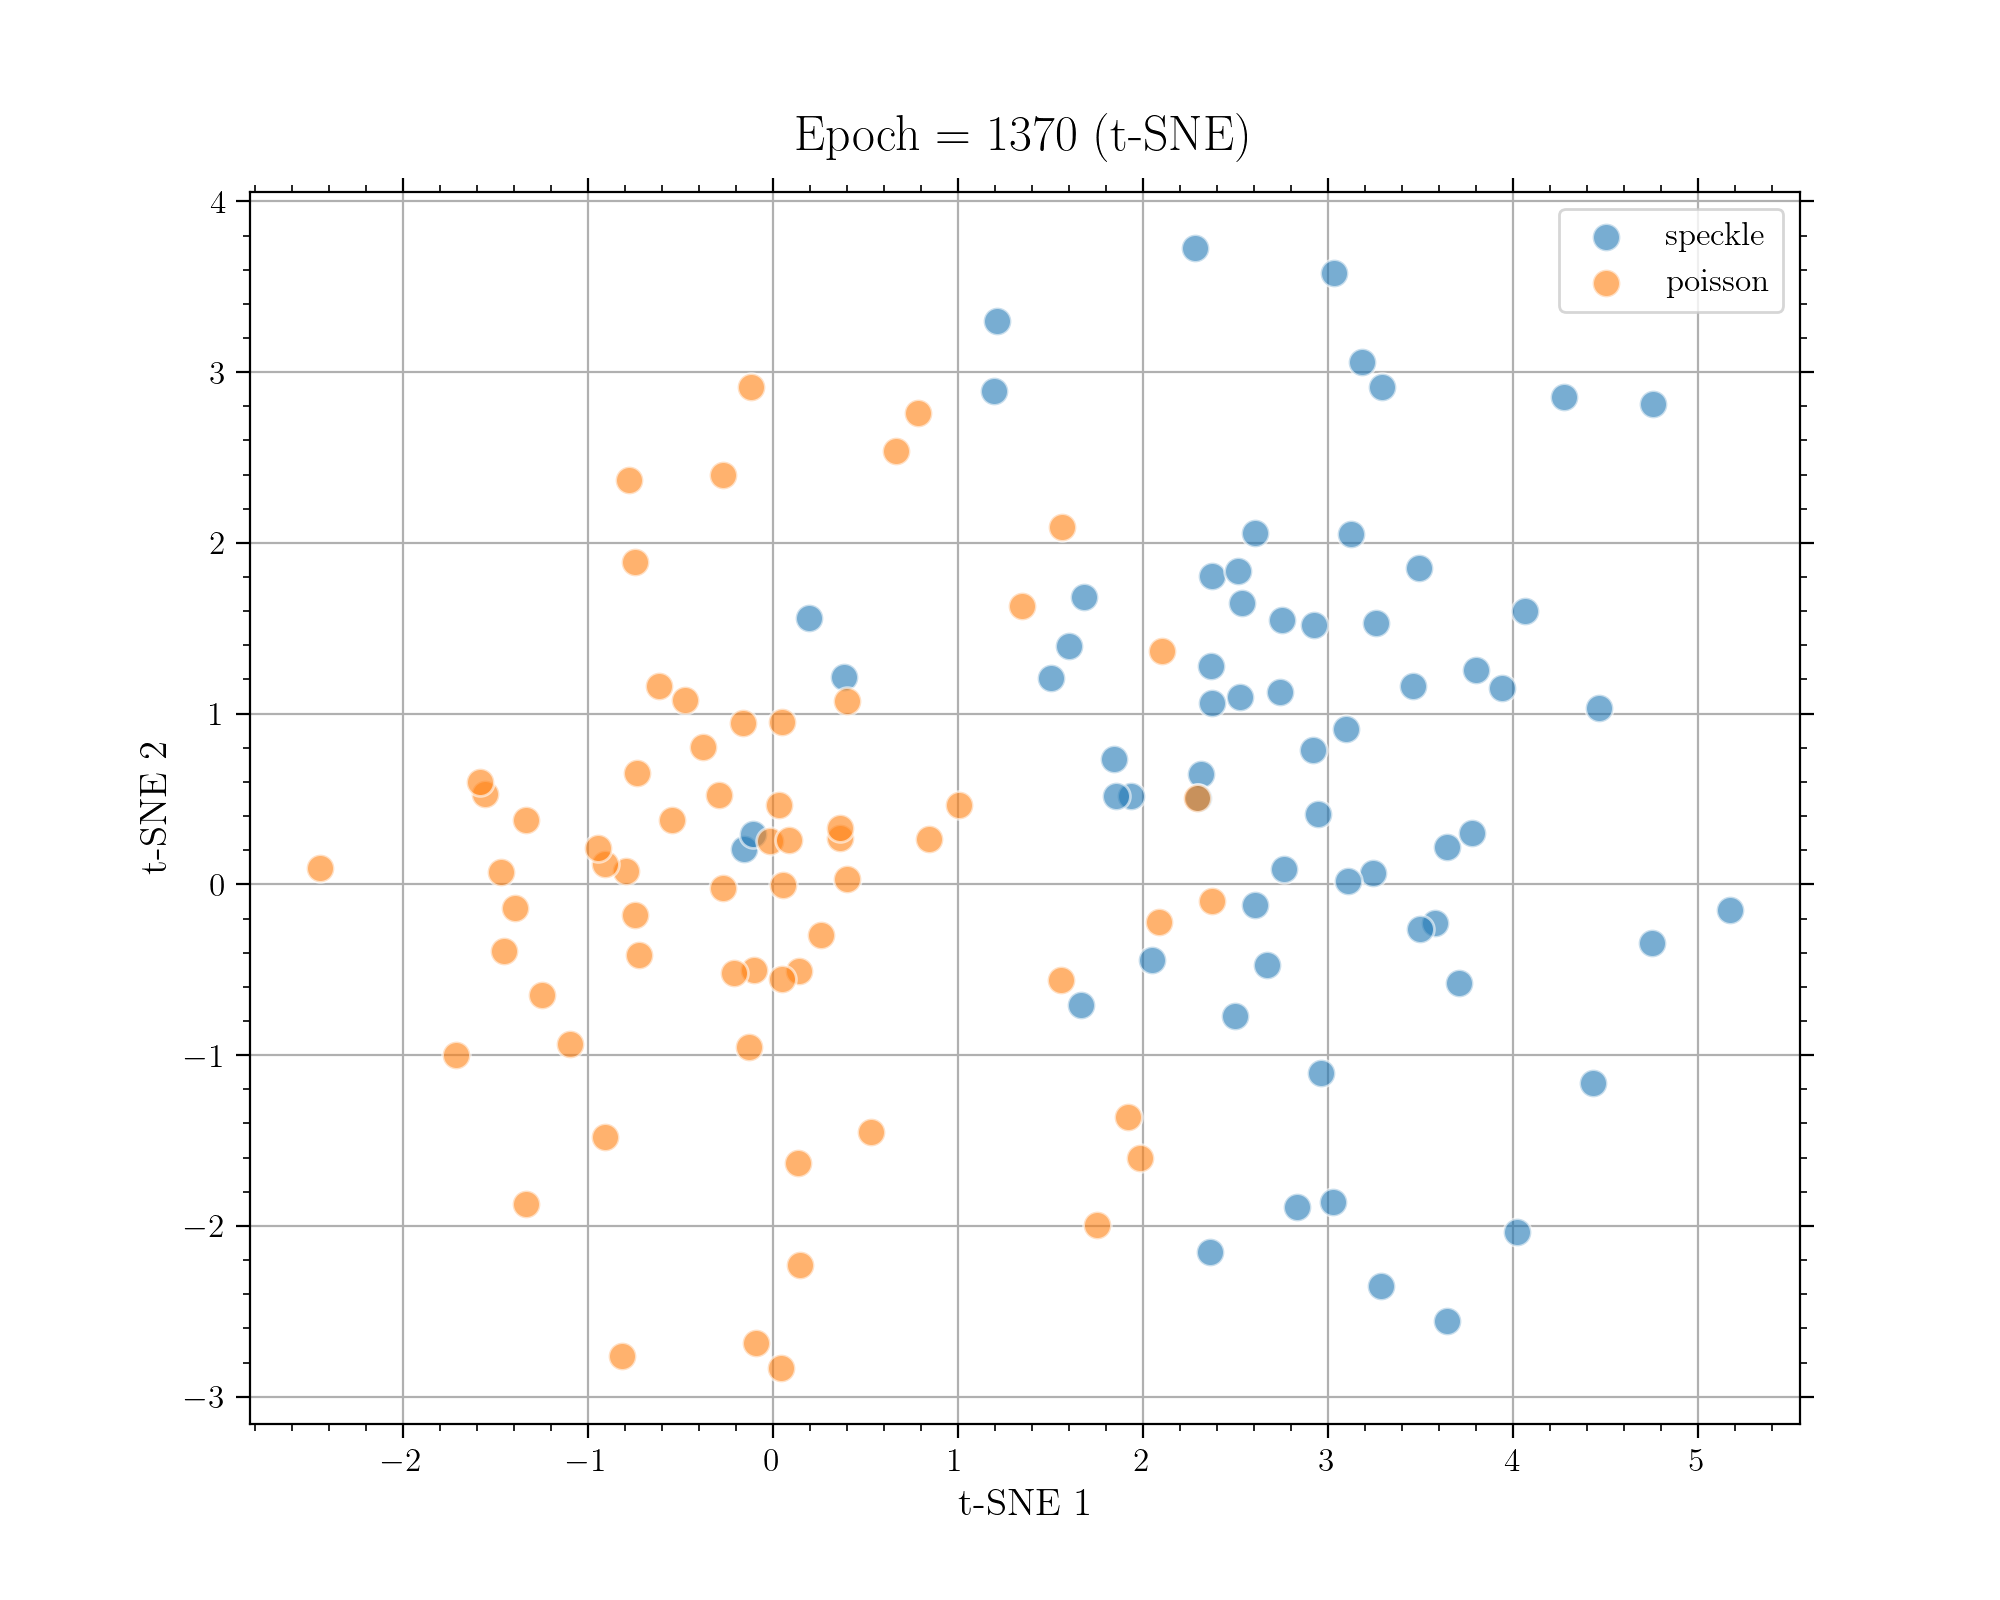 Epoch = 1370 (t-SNE)
speckle
poisson
4
3
2
1
0
−1
−2
−3
t-SNE 2
−2 −1 0 1 2 3 4 5
t-SNE 1